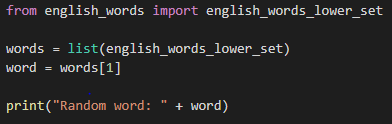 from english_words import english_words_lower_set
words = list(english_words_lower_set)
word = words[1]
print("Random word: " + word)